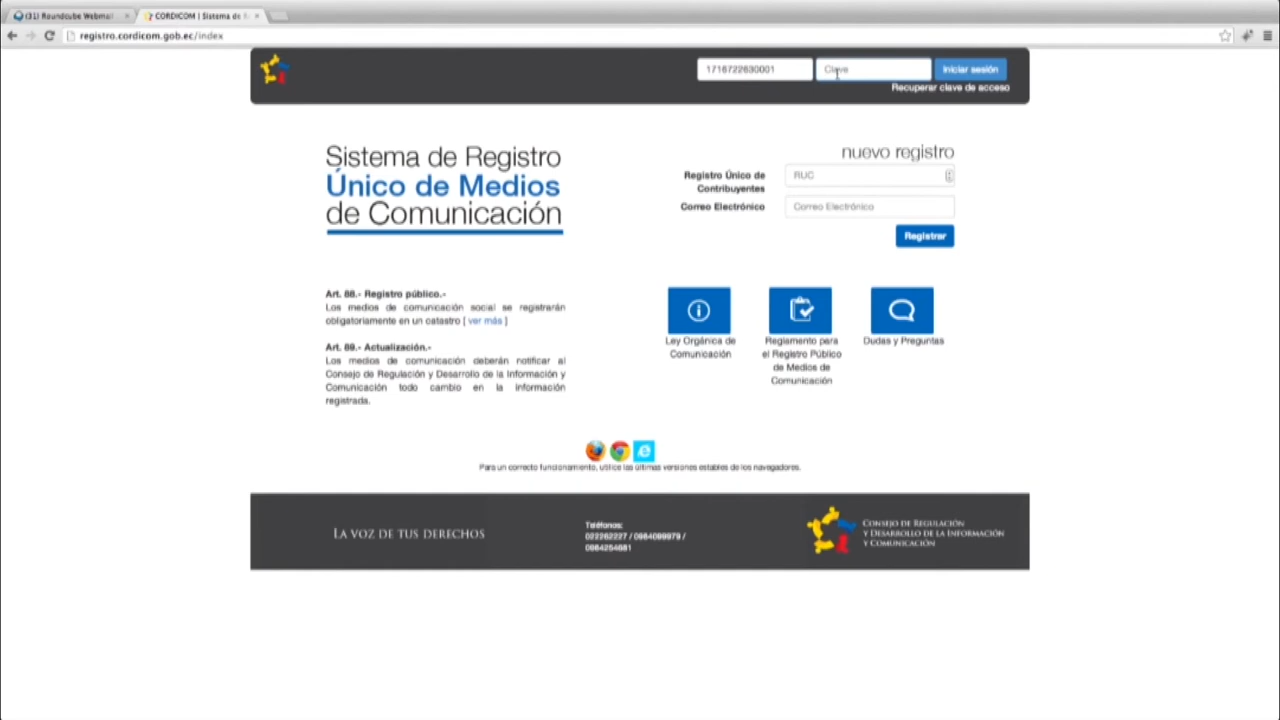 (31) Roundcube Webmail
CORDICOM | Sistema de
registro.cordicom.gob.ec/index
1716722630001
Clave
Iniciar sesión
Recuperar clave de acceso
Sistema de Registro
Único de Medios
de Comunicación
nuevo registro
Registro Único de
Contribuyentes
RUC
Correo Electrónico
Correo Electrónico
Registrar
Art. 88.- Registro público.-
Los medios de comunicación social se registrarán
obligatoriamente en un catastro [ ver más ]
Art. 89.- Actualización.-
Los medios de comunicación deberán notificar al
Consejo de Regulación y Desarrollo de la Información y
Comunicación todo cambio en la información
registrada.
Ley Orgánica de
Comunicación
Reglamento para
el Registro Público
de Medios de
Comunicación
Dudas y Preguntas
Para un correcto funcionamiento, utilice las últimas versiones estables de los navegadores.
LA VOZ DE TUS DERECHOS
Teléfonos:
022262227 / 0984099979 /
0984254681
CONSEJO DE REGULACIÓN
Y DESARROLLO DE LA INFORMACIÓN
Y COMUNICACIÓN